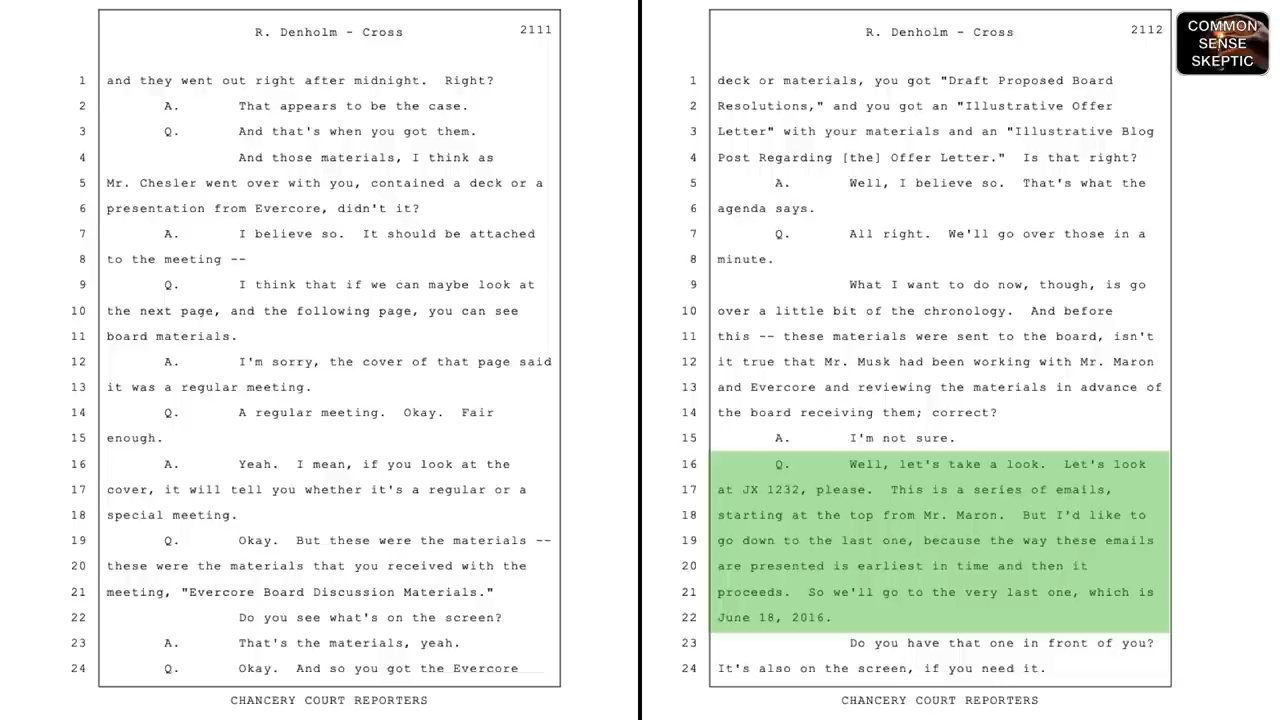 R. Denholm - Cross
2111
1 and they went out right after midnight. Right?
2 A. That appears to be the case.
3 Q. And that's when you got them.
4 And those materials, I think as
5 Mr. Chesler went over with you, contained a deck or a
6 presentation from Evercore, didn't it?
7 A. I believe so. It should be attached
8 to the meeting --
9 Q. I think that if we can maybe look at
10 the next page, and the following page, you can see
11 board materials.
12 A. I'm sorry, the cover of that page said
13 it was a regular meeting.
14 Q. A regular meeting. Okay. Fair
15 enough.
16 A. Yeah. I mean, if you look at the
17 cover, it will tell you whether it's a regular or a
18 special meeting.
19 Q. Okay. But these were the materials --
20 these were the materials that you received with the
21 meeting, "Evercore Board Discussion Materials."
22 Do you see what's on the screen?
23 A. That's the materials, yeah.
24 Q. Okay. And so you got the Evercore
CHANCERY COURT REPORTERS
R. Denholm - Cross
2112
1 deck or materials, you got "Draft Proposed Board
2 Resolutions," and you got an "Illustrative Offer
3 Letter" with your materials and an "Illustrative Blog
4 Post Regarding [the] Offer Letter." Is that right?
5 A. Well, I believe so. That's what the
6 agenda says.
7 Q. All right. We'll go over those in a
8 minute.
9 What I want to do now, though, is go
10 over a little bit of the chronology. And before
11 this -- these materials were sent to the board, isn't
12 it true that Mr. Musk had been working with Mr. Maron
13 and Evercore and reviewing the materials in advance of
14 the board receiving them; correct?
15 A. I'm not sure.
16 Q. Well, let's take a look. Let's look
17 at JX 1232, please. This is a series of emails,
18 starting at the top from Mr. Maron. But I'd like to
19 go down to the last one, because the way these emails
20 are presented is earliest in time and then it
21 proceeds. So we'll go to the very last one, which is
22 June 18, 2016.
23 Do you have that one in front of you?
24 It's also on the screen, if you need it.
CHANCERY COURT REPORTERS
COMMON
SENSE
SKEPTIC